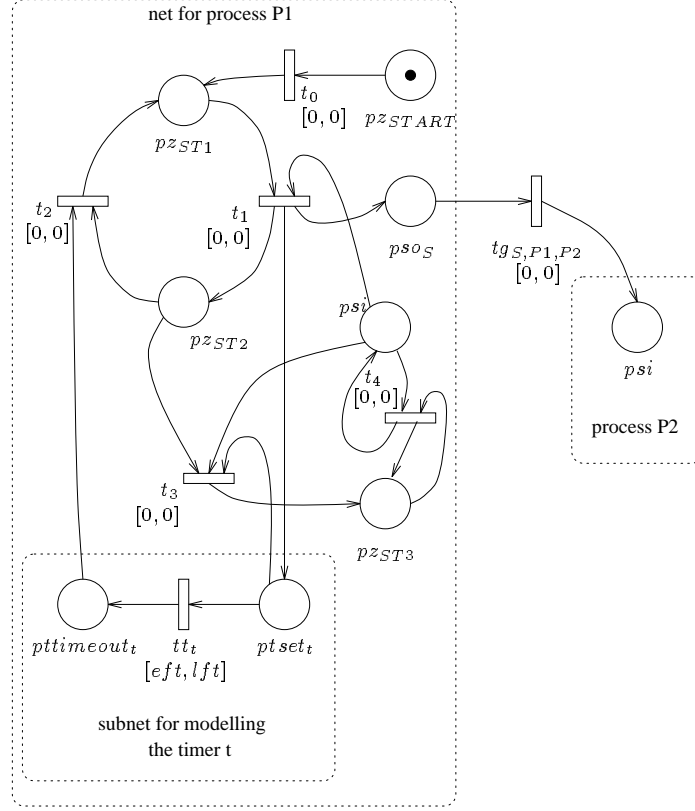 net for process P1
t0
[0, 0]
pzSTART
pzST1
t2
[0, 0]
t1
[0, 0]
psoS
tgS,P1,P2
[0, 0]
pzST2
psi
psi
t4
[0, 0]
process P2
t3
[0, 0]
pzST3
pttimeoutt
ttt
[eft, lft]
ptsett
subnet for modelling
the timer t